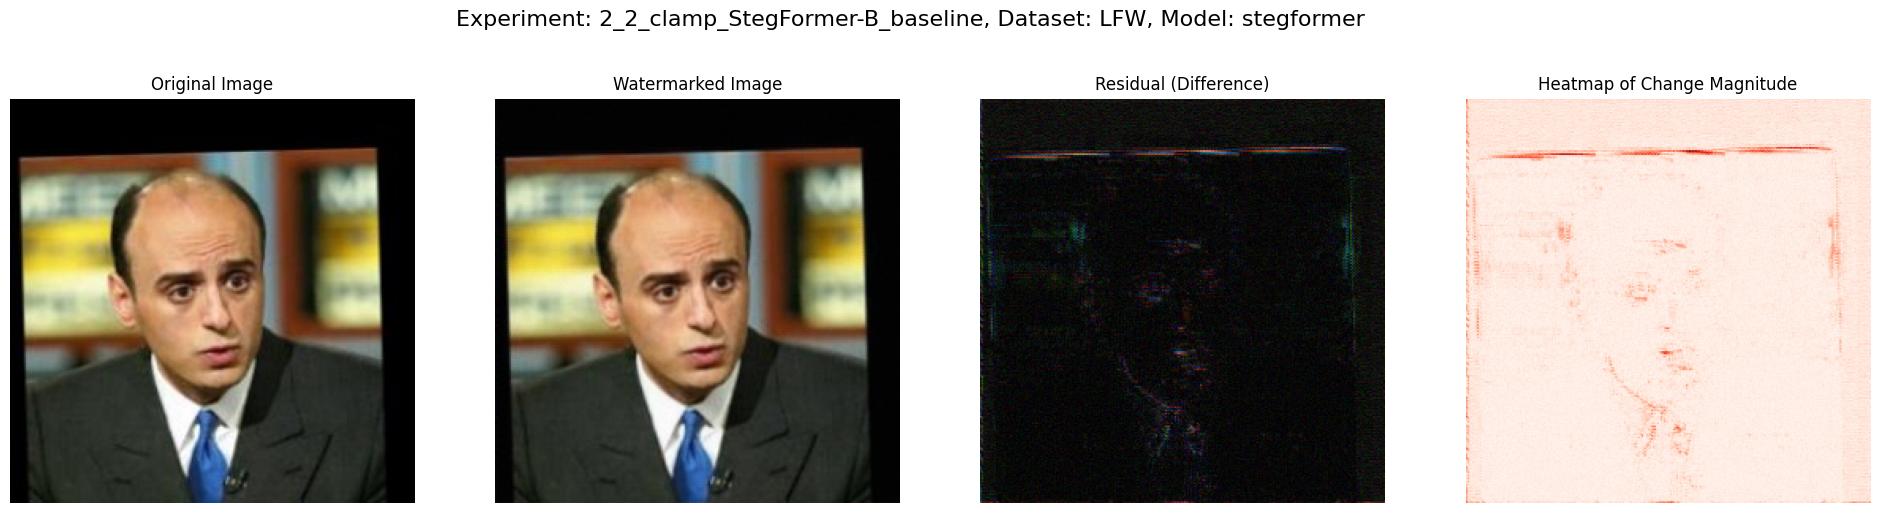 Experiment: 2_2_clamp_StegFormer-B_baseline, Dataset: LFW, Model: stegformer
Original Image
Watermarked Image
Residual (Difference)
Heatmap of Change Magnitude